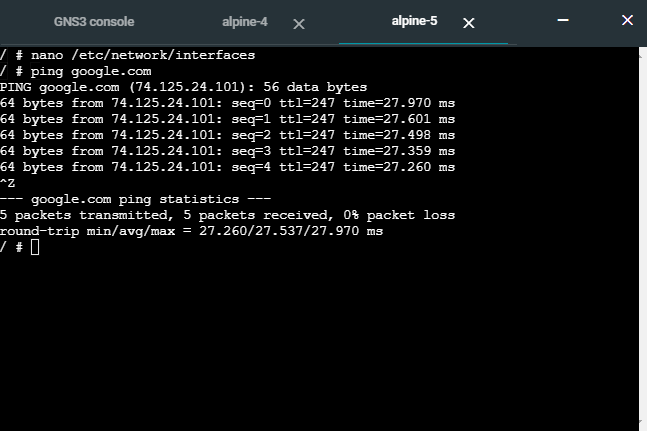 GNS3 console alpine-4 alpine-5
/ # nano /etc/network/interfaces
/ # ping google.com
PING google.com (74.125.24.101): 56 data bytes
64 bytes from 74.125.24.101: seq=0 ttl=247 time=27.970 ms
64 bytes from 74.125.24.101: seq=1 ttl=247 time=27.601 ms
64 bytes from 74.125.24.101: seq=2 ttl=247 time=27.498 ms
64 bytes from 74.125.24.101: seq=3 ttl=247 time=27.359 ms
64 bytes from 74.125.24.101: seq=4 ttl=247 time=27.260 ms
^Z
--- google.com ping statistics ---
5 packets transmitted, 5 packets received, 0% packet loss
round-trip min/avg/max = 27.260/27.537/27.970 ms
/ #